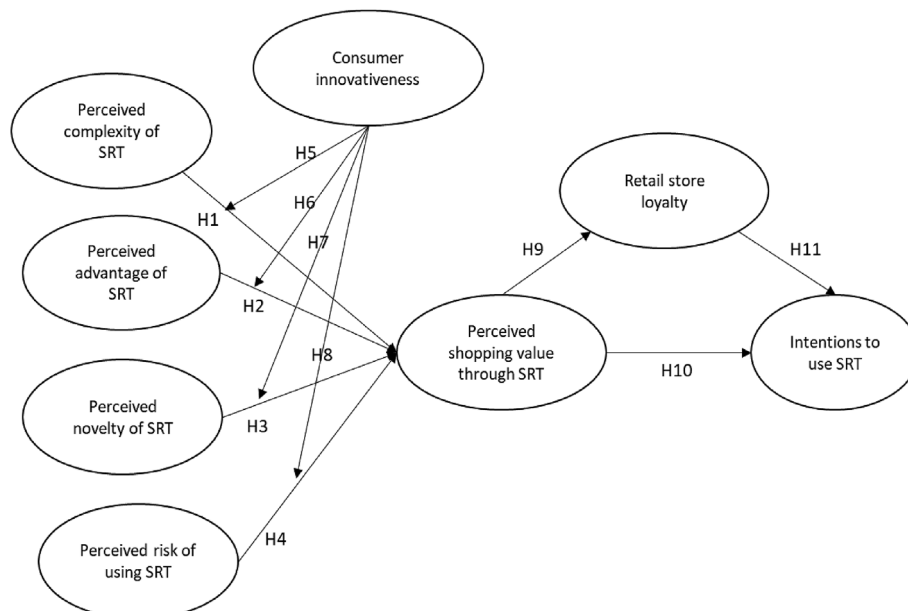 Consumer
innovativeness
Perceived
complexity of
SRT
H5
Retail store
loyalty
H6
H1
H7
Perceived
advantage of
SRT
H9
H11
H2
H8
Perceived
shopping value
through SRT
Intentions to
use SRT
H10
Perceived
novelty of SRT
H3
H4
Perceived risk of
using SRT